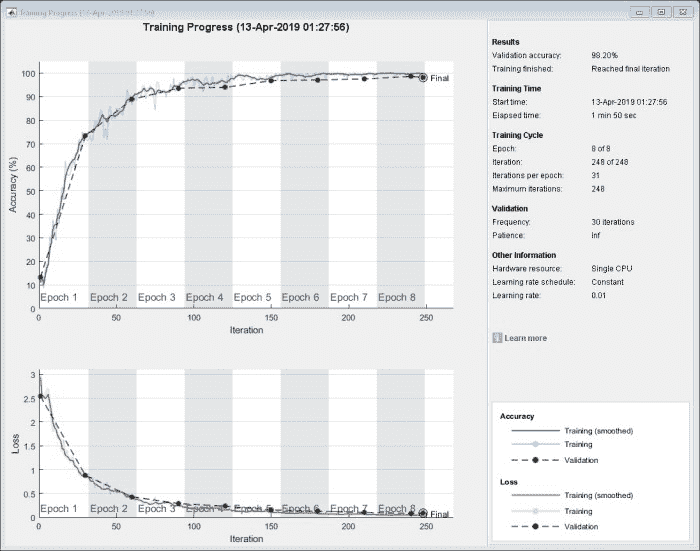 Training Progress (13-Apr-2019 01:27:56)
Training Progress (13-Apr-2019 01:27:56)
Accuracy (%)
100
90
80
70
60
50
40
30
20
10
0
Final
Epoch 1 Epoch 2 Epoch 3 Epoch 4 Epoch 5 Epoch 6 Epoch 7 Epoch 8
0 50 100 150 200 250
Iteration
Loss
3
2.5
2
1.5
1
0.5
0
Epoch 1 Epoch 2 Epoch 3 Epoch 4 Epoch 5 Epoch 6 Epoch 7 Epoch 8
Final
0 50 100 150 200 250
Iteration
Results
Validation accuracy: 98.20%
Training finished: Reached final iteration
Training Time
Start time: 13-Apr-2019 01:27:56
Elapsed time: 1 min 50 sec
Training Cycle
Epoch: 8 of 8
Iteration: 248 of 248
Iterations per epoch: 31
Maximum iterations: 248
Validation
Frequency: 30 iterations
Patience: Inf
Other Information
Hardware resource: Single CPU
Learning rate schedule: Constant
Learning rate: 0.01
Learn more
Accuracy
Training (smoothed)
Training
Validation
Loss
Training (smoothed)
Training
Validation